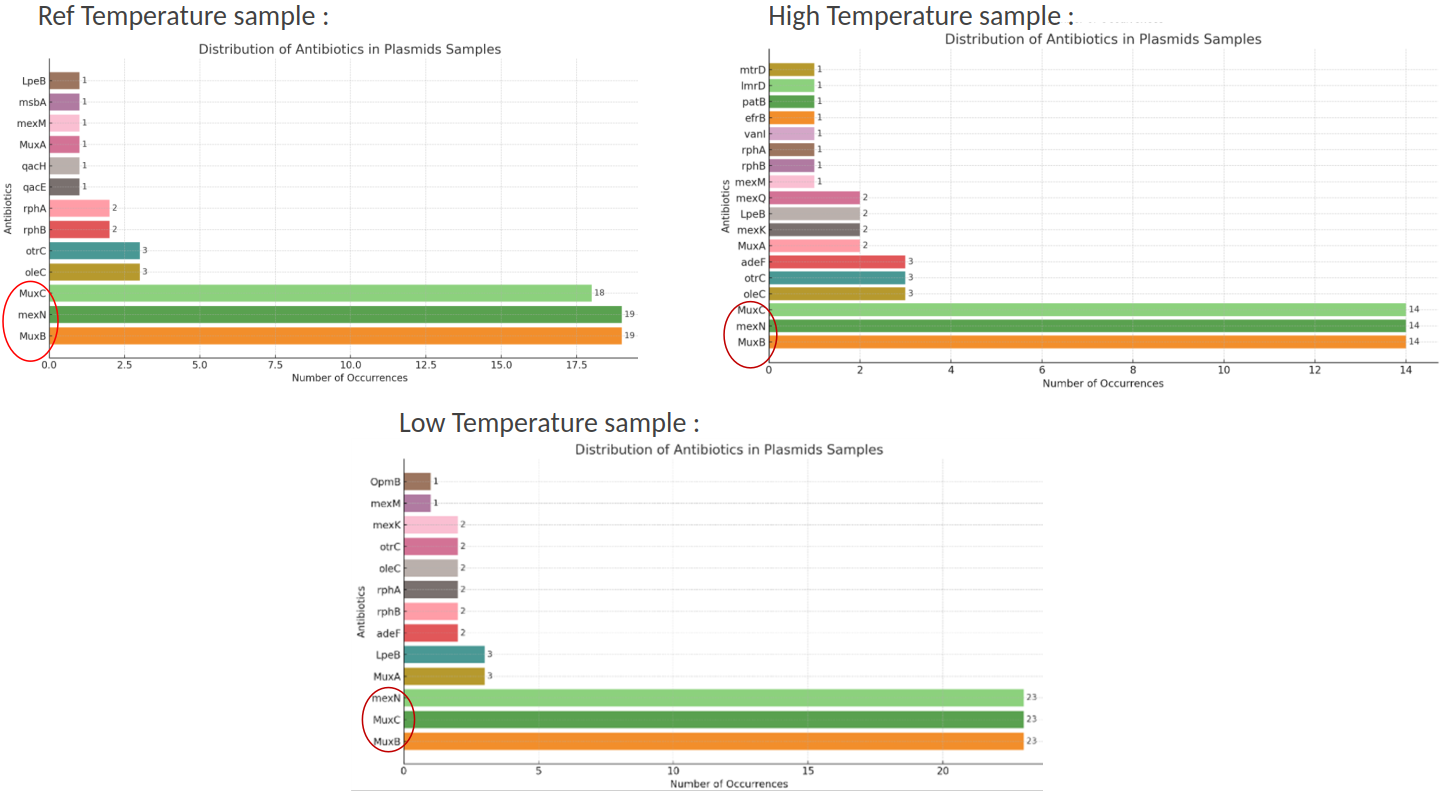 Ref Temperature sample :
Distribution of Antibiotics in Plasmids Samples
Antibiotics
LpeB 1
msbA 1
mexM 1
MuxA 1
qacH 1
qacE 1
rphA 2
rphB 2
otrC 3
oleC 3
MuxC 18
mexN 19
MuxB 19
0.0 2.5 5.0 7.5 10.0 12.5 15.0 17.5
Number of Occurrences
High Temperature sample :
Distribution of Antibiotics in Plasmids Samples
Antibiotics
mtrD 1
lmrD 1
patB 1
efrB 1
vanI 1
rphA 1
rphB 1
mexM 1
mexQ 2
LpeB 2
mexK 2
MuxA 2
adeF 3
otrC 3
oleC 3
MuxC 14
mexN 14
MuxB 14
0 2 4 6 8 10 12 14
Number of Occurrences
Low Temperature sample :
Distribution of Antibiotics in Plasmids Samples
Antibiotics
OpmB 1
mexM 1
mexK 2
otrC 2
oleC 2
rphA 2
rphB 2
adeF 2
LpeB 3
MuxA 3
mexN 23
MuxC 23
MuxB 23
0 5 10 15 20
Number of Occurrences